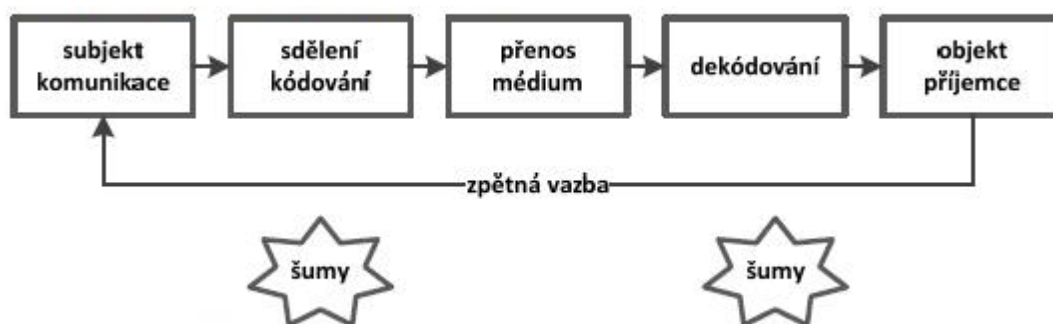 subjekt
komunikace
sdělení
kódování
přenos
médium
dekódování
objekt
příjemce
zpětná vazba
šumy
šumy